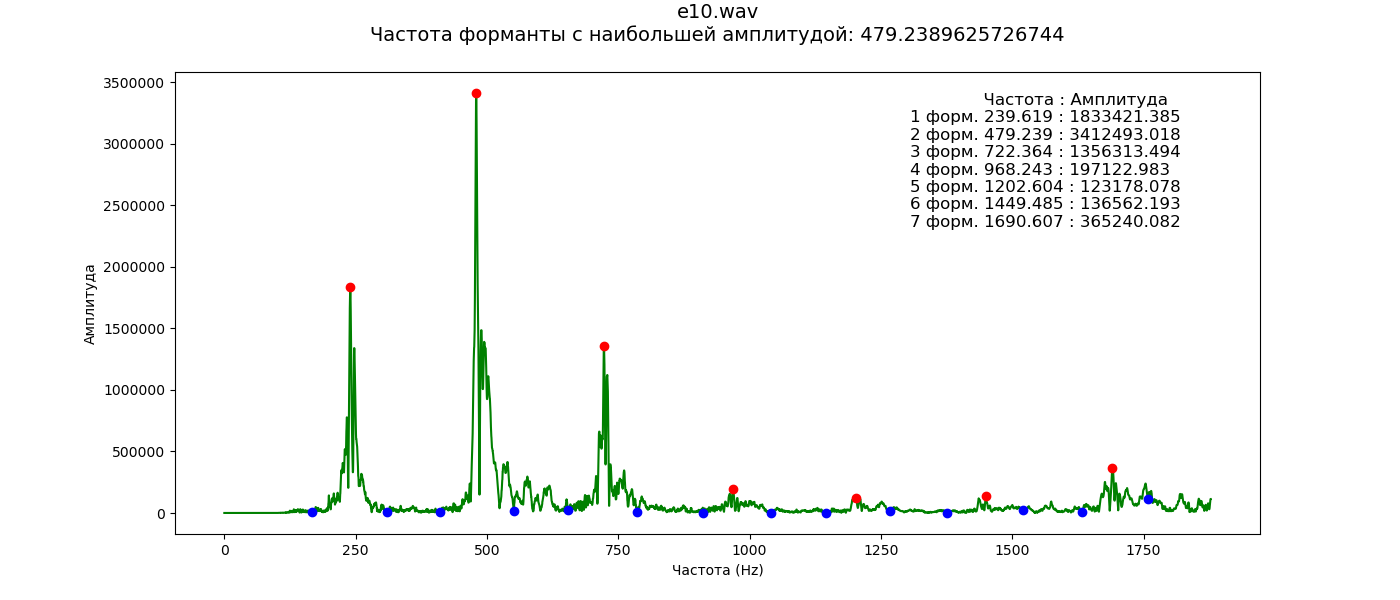 e10.wav
Частота форманты с наибольшей амплитудой: 479.2389625726744
Частота : Амплитуда
1 форм. 239.619 : 1833421.385
2 форм. 479.239 : 3412493.018
3 форм. 722.364 : 1356313.494
4 форм. 968.243 : 197122.983
5 форм. 1202.604 : 123178.078
6 форм. 1449.485 : 136562.193
7 форм. 1690.607 : 365240.082
Амплитуда
3500000
3000000
2500000
2000000
1500000
1000000
500000
0
0 250 500 750 1000 1250 1500 1750
Частота (Hz)